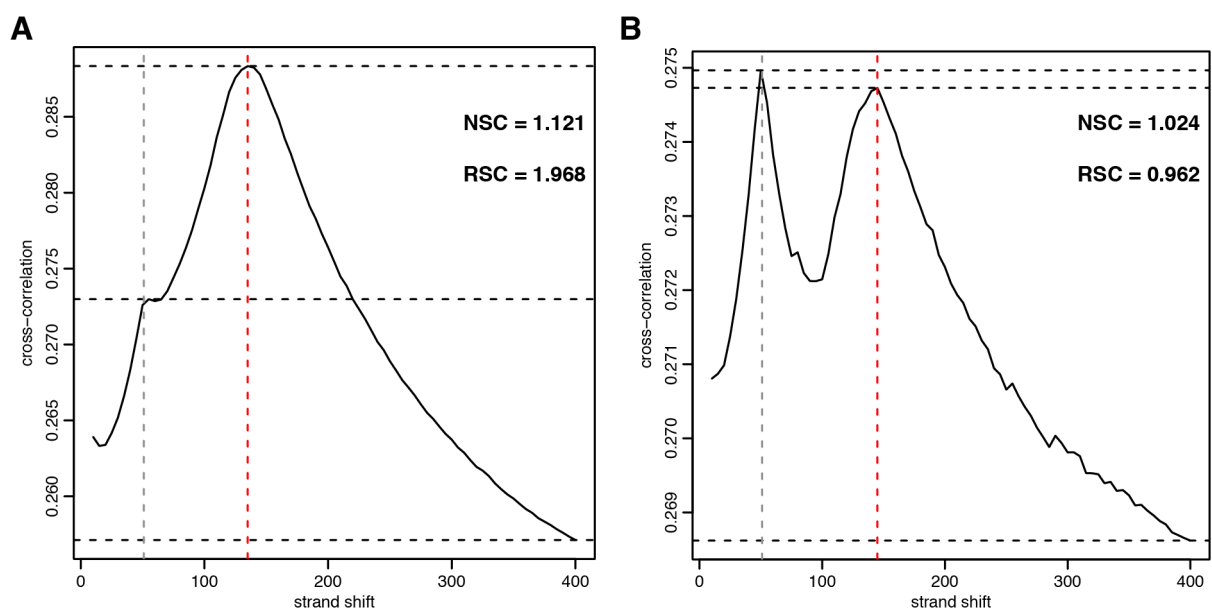 A
NSC = 1.121
RSC = 1.968
cross−correlation
0.285
0.280
0.275
0.270
0.265
0.260
0 100 200 300 400
strand shift
B
NSC = 1.024
RSC = 0.962
cross−correlation
0.275
0.274
0.273
0.272
0.271
0.270
0.269
0 100 200 300 400
strand shift